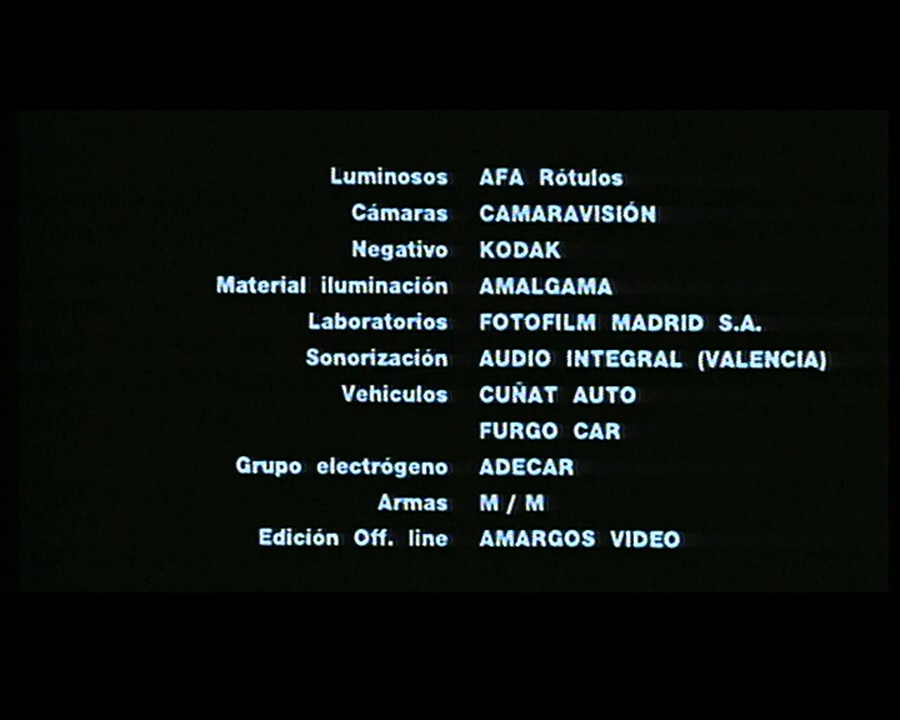 Luminosos AFA Rótulos
Cámaras CAMARAVISIÓN
Negativo KODAK
Material iluminación AMALGAMA
Laboratorios FOTOFILM MADRID S.A.
Sonorización AUDIO INTEGRAL (VALENCIA)
Vehiculos CUÑAT AUTO
FURGO CAR
Grupo electrógeno ADECAR
Armas M / M
Edición Off. line AMARGOS VIDEO